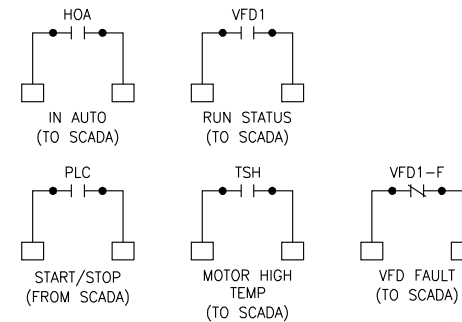 HOA
IN AUTO
(TO SCADA)
VFD1
RUN STATUS
(TO SCADA)
PLC
START/STOP
(FROM SCADA)
TSH
MOTOR HIGH
TEMP
(TO SCADA)
VFD1-F
VFD FAULT
(TO SCADA)